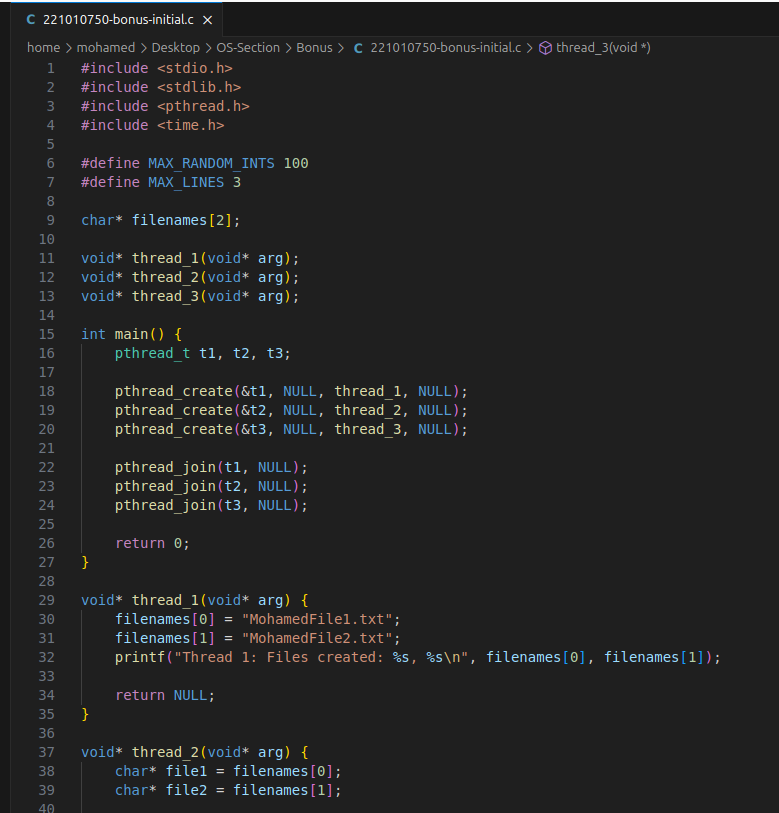 C 221010750-bonus-initial.c ×
home > mohamed > Desktop > OS-Section > Bonus > C 221010750-bonus-initial.c > thread_3(void *)
1 #include <stdio.h>
2 #include <stdlib.h>
3 #include <pthread.h>
4 #include <time.h>
5
6 #define MAX_RANDOM_INTS 100
7 #define MAX_LINES 3
8
9 char* filenames[2];
10
11 void* thread_1(void* arg);
12 void* thread_2(void* arg);
13 void* thread_3(void* arg);
14
15 int main() {
16     pthread_t t1, t2, t3;
17
18     pthread_create(&t1, NULL, thread_1, NULL);
19     pthread_create(&t2, NULL, thread_2, NULL);
20     pthread_create(&t3, NULL, thread_3, NULL);
21
22     pthread_join(t1, NULL);
23     pthread_join(t2, NULL);
24     pthread_join(t3, NULL);
25
26     return 0;
27 }
28
29 void* thread_1(void* arg) {
30     filenames[0] = "MohamedFile1.txt";
31     filenames[1] = "MohamedFile2.txt";
32     printf("Thread 1: Files created: %s, %s\n", filenames[0], filenames[1]);
33
34     return NULL;
35 }
36
37 void* thread_2(void* arg) {
38     char* file1 = filenames[0];
39     char* file2 = filenames[1];
40